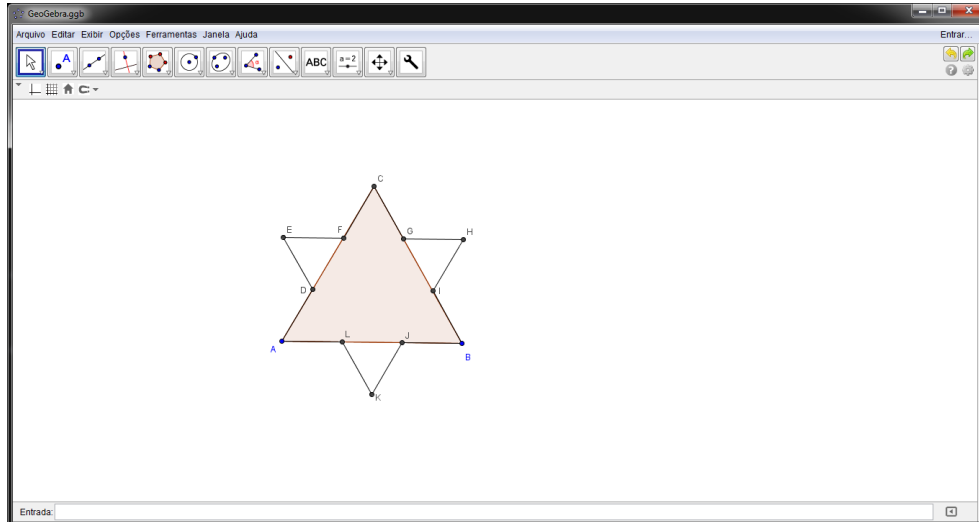 GeoGebra.ggb
Arquivo Editar Exibir Opções Ferramentas Janela Ajuda Entrar...
A ABC a=2
C
E F G H
D I
A L J B
K
Entrada: